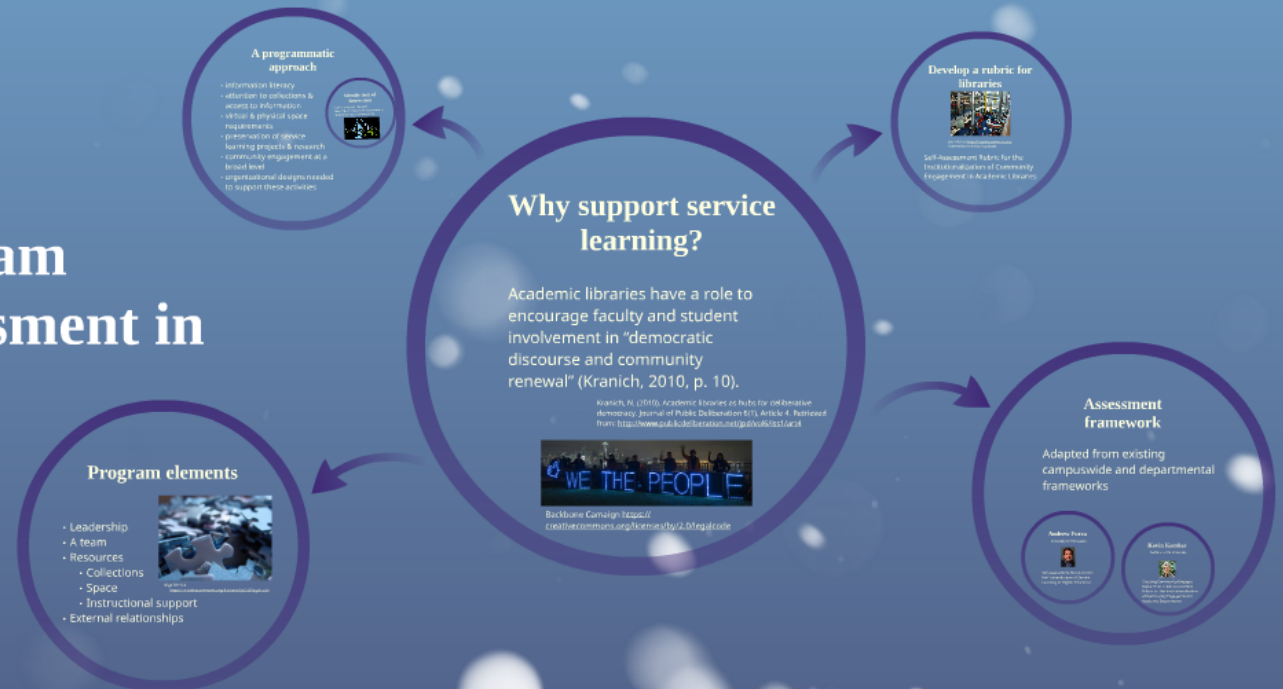 A programmatic
approach
• information literacy
• attention to collections &
access to information
• virtual & physical space
requirements
• preservation of service
learning projects & research
• community engagement at a
broad level
• organizational designs needed
to support these activities
Develop a rubric for
libraries
Self-Assessment Rubric for the
Institutionalization of Community
Engagement in Academic Libraries
am
sment in
Why support service
learning?
Academic libraries have a role to
encourage faculty and student
involvement in “democratic
discourse and community
renewal” (Kranich, 2010, p. 10).
Kranich, N. (2010). Academic libraries as hubs for deliberative
democracy. Journal of Public Deliberation 6(1), Article 4. Retrieved
from: http://www.publicdeliberation.net/jpd/vol6/iss1/art4
WE THE PEOPLE
Backbone Camaign https://
creativecommons.org/licenses/by/2.0/legalcode
Program elements
• Leadership
• A team
• Resources
• Collections
• Space
• Instructional support
• External relationships
Assessment
framework
Adapted from existing
campuswide and departmental
frameworks
Andrew Furco
Kevin Kecskes